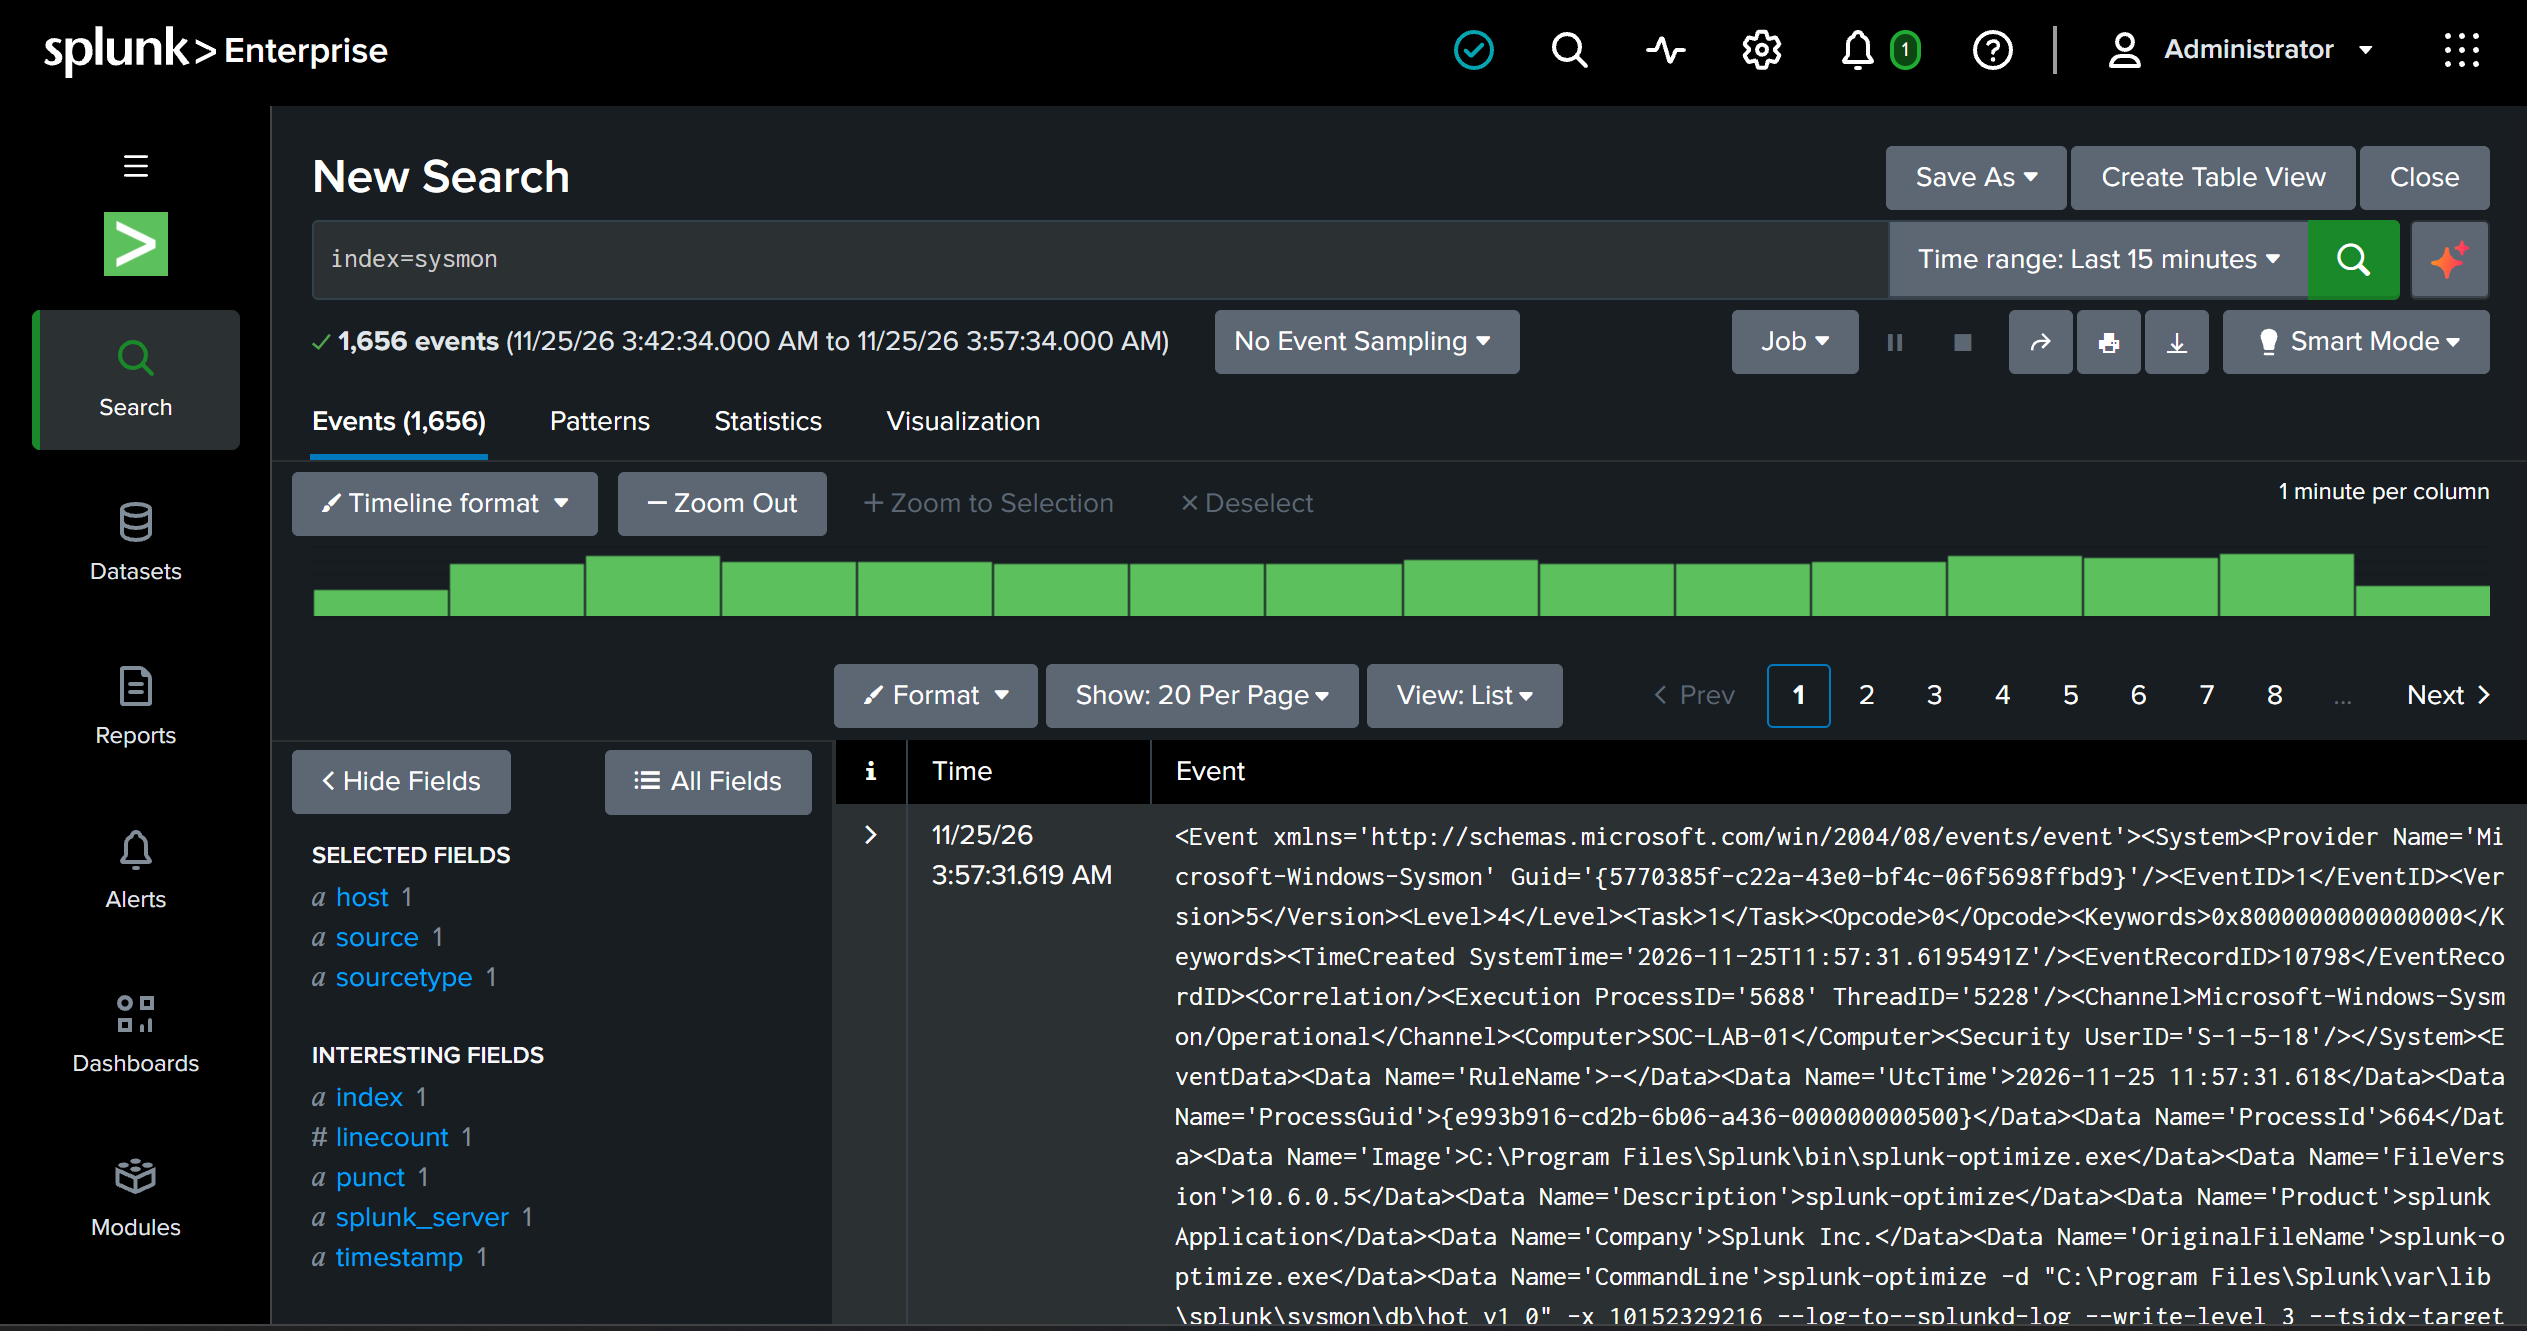 splunk>Enterprise
1
Administrator
New Search
Save As
Create Table View
Close
index=sysmon
Time range: Last 15 minutes
1,656 events (11/25/26 3:42:34.000 AM to 11/25/26 3:57:34.000 AM)
No Event Sampling
Job
Smart Mode
Search
Datasets
Reports
Alerts
Dashboards
Modules
Events (1,656)
Patterns
Statistics
Visualization
Timeline format
Zoom Out
+ Zoom to Selection
× Deselect
1 minute per column
Format
Show: 20 Per Page
View: List
< Prev
1
2
3
4
5
6
7
8
...
Next >
< Hide Fields
All Fields
SELECTED FIELDS
a host 1
a source 1
a sourcetype 1
INTERESTING FIELDS
a index 1
# linecount 1
a punct 1
a splunk_server 1
a timestamp 1
i
Time
Event
11/25/26
3:57:31.619 AM
<Event xmlns='http://schemas.microsoft.com/win/2004/08/events/event'><System><Provider Name='Mi
crosoft-Windows-Sysmon' Guid='{5770385f-c22a-43e0-bf4c-06f5698ffbd9}'/><EventID>1</EventID><Ver
sion>5</Version><Level>4</Level><Task>1</Task><Opcode>0</Opcode><Keywords>0x8000000000000000</K
eywords><TimeCreated SystemTime='2026-11-25T11:57:31.6195491Z'/><EventRecordID>10798</EventReco
rdID><Correlation/><Execution ProcessID='5688' ThreadID='5228'/><Channel>Microsoft-Windows-Sysm
on/Operational</Channel><Computer>SOC-LAB-01</Computer><Security UserID='S-1-5-18'/></System><E
ventData><Data Name='RuleName'>-</Data><Data Name='UtcTime'>2026-11-25 11:57:31.618</Data><Data
Name='ProcessGuid'>{e993b916-cd2b-6b06-a436-000000000500}</Data><Data Name='ProcessId'>664</Dat
a><Data Name='Image'>C:\Program Files\Splunk\bin\splunk-optimize.exe</Data><Data Name='FileVers
ion'>10.6.0.5</Data><Data Name='Description'>splunk-optimize</Data><Data Name='Product'>splunk
Application</Data><Data Name='Company'>Splunk Inc.</Data><Data Name='OriginalFileName'>splunk-o
ptimize.exe</Data><Data Name='CommandLine'>splunk-optimize -d "C:\Program Files\Splunk\var\lib
\splunk\sysmon\db\hot_v1_0" -x 10152329216 --log-to--splunkd-log --write-level 3 --tsidx-target